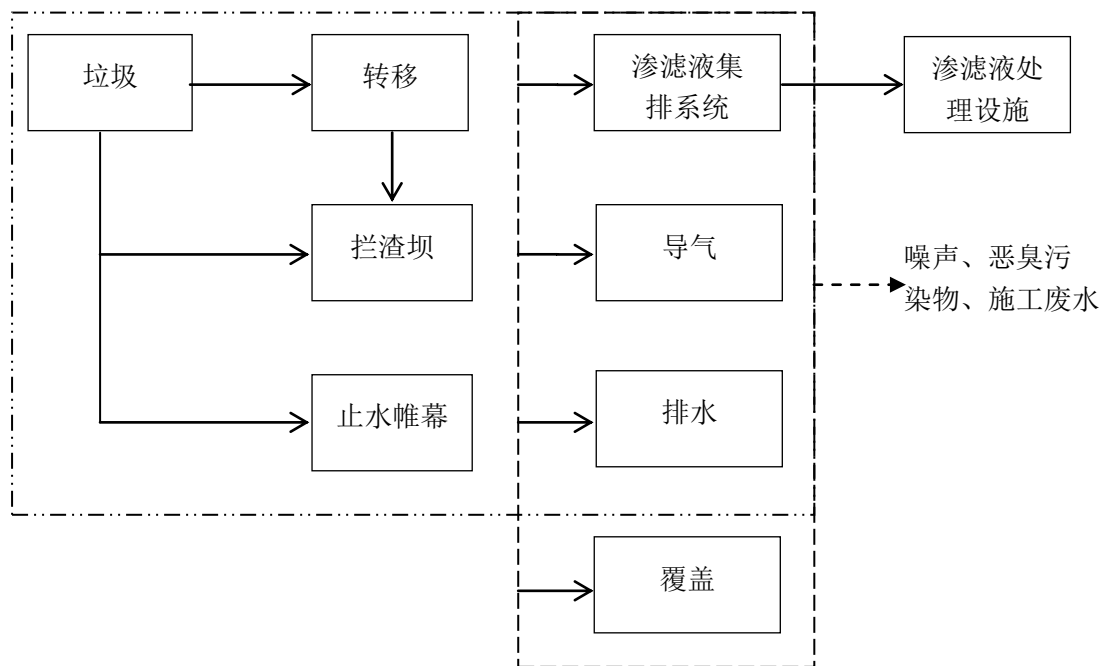 垃圾
转移
渗滤液集
排系统
渗滤液处
理设施
拦渣坝
导气
噪声、恶臭污
染物、施工废水
止水帷幕
排水
覆盖